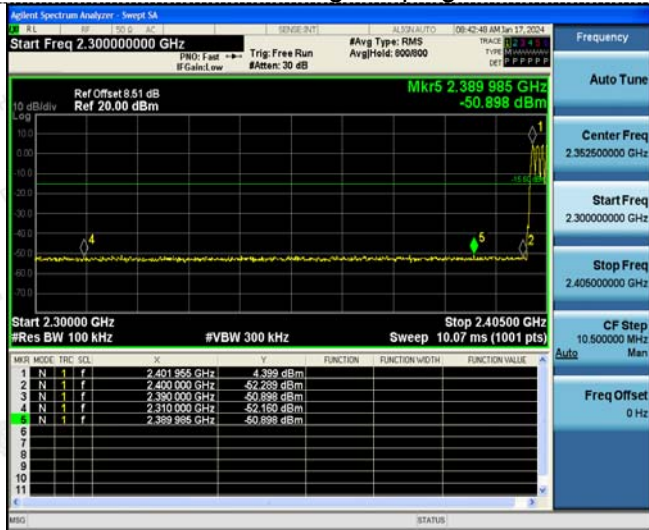 Agilent Spectrum Analyzer - Swept SA
RL RF 50 Ω AC SENSE:INT ALIGN AUTO 08:42:48 AM Jan 17, 2024
Start Freq 2.300000000 GHz
PNO: Fast
IFGain:Low
Trig: Free Run
#Atten: 30 dB
#Avg Type: RMS
Avg|Hold: 800/800
TRACE 1 2 3 4 5
TYPE
DET P P P P P P
Ref Offset 8.51 dB
Ref 20.00 dBm
Mkr5 2.389 985 GHz
-50.898 dBm
10 dB/div
Log
10.0
0.00
-10.0
-20.0
-30.0
-40.0
-50.0
-60.0
-70.0
1
4
5
2
Start 2.30000 GHz
#Res BW 100 kHz
#VBW 300 kHz
Stop 2.40500 GHz
Sweep 10.07 ms (1001 pts)
MKR MODE TRC SCL X Y FUNCTION FUNCTION WIDTH FUNCTION VALUE
1 N 1 f 2.401 955 GHz 4.399 dBm
2 N 1 f 2.400 000 GHz -52.289 dBm
3 N 1 f 2.390 000 GHz -50.898 dBm
4 N 1 f 2.310 000 GHz -52.160 dBm
5 N 1 f 2.389 985 GHz -50.898 dBm
6
7
8
9
10
11
MSG
STATUS
Frequency
Auto Tune
Center Freq
2.352500000 GHz
Start Freq
2.300000000 GHz
Stop Freq
2.405000000 GHz
CF Step
10.500000 MHz
Auto Man
Freq Offset
0 Hz